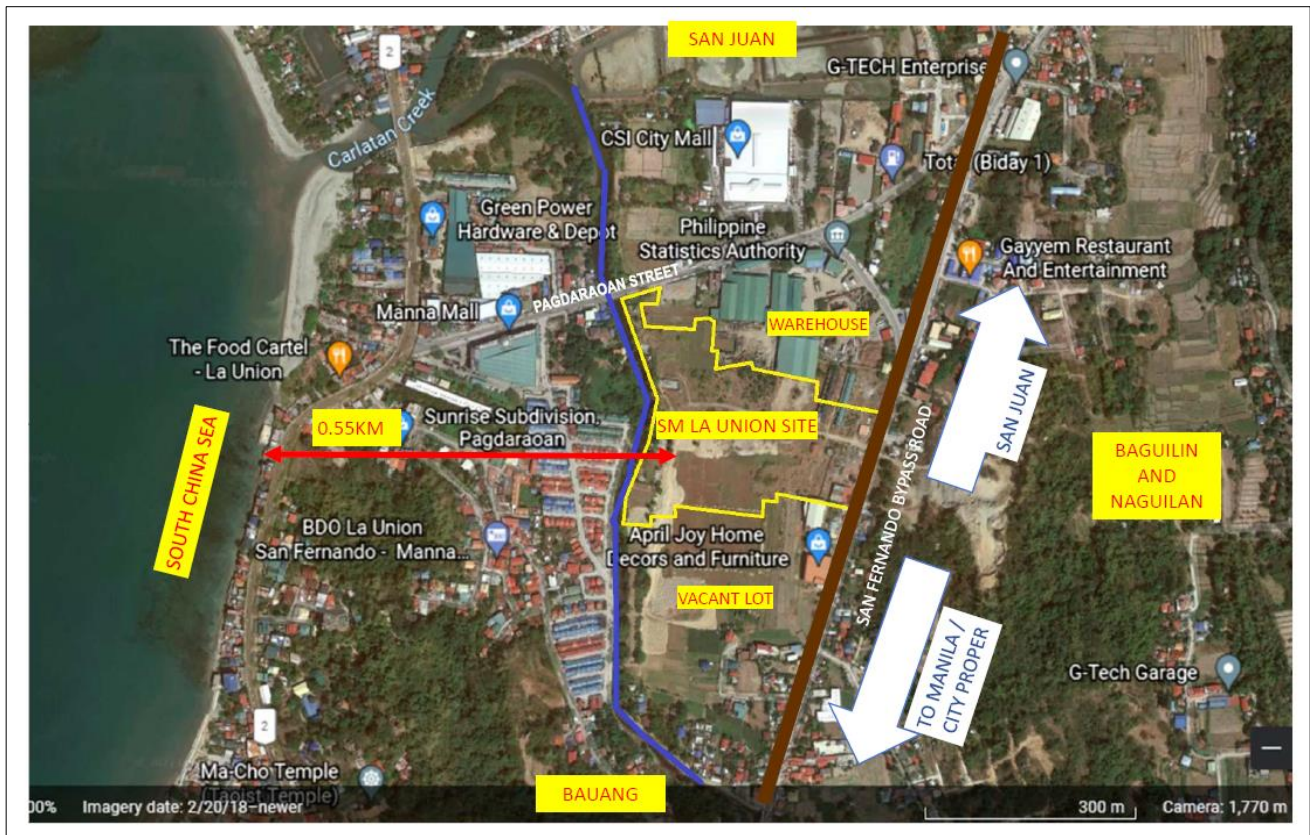 SAN JUAN
2
G-TECH Enterprise
Carlatan Creek
CSI City Mall
Total (Biday 1)
Green Power
Hardware & Depot
Philippine
Statistics Authority
Gayyem Restaurant
And Entertainment
PAGDARAOAN STREET
Manna Mall
WAREHOUSE
The Food Cartel
- La Union
SAN JUAN
0.55KM
Sunrise Subdivision,
Pagdaraoan
SM LA UNION SITE
SOUTH CHINA SEA
BAGUILIN
AND
NAGUILAN
SAN FERNANDO BYPASS ROAD
BDO La Union
San Fernando - Manna...
April Joy Home
Decors and Furniture
VACANT LOT
TO MANILA /
CITY PROPER
G-Tech Garage
2
Ma-Cho Temple
(Taoist Temple)
BAUANG
00%
Imagery date: 2/20/18-newer
300 m
Camera: 1,770 m